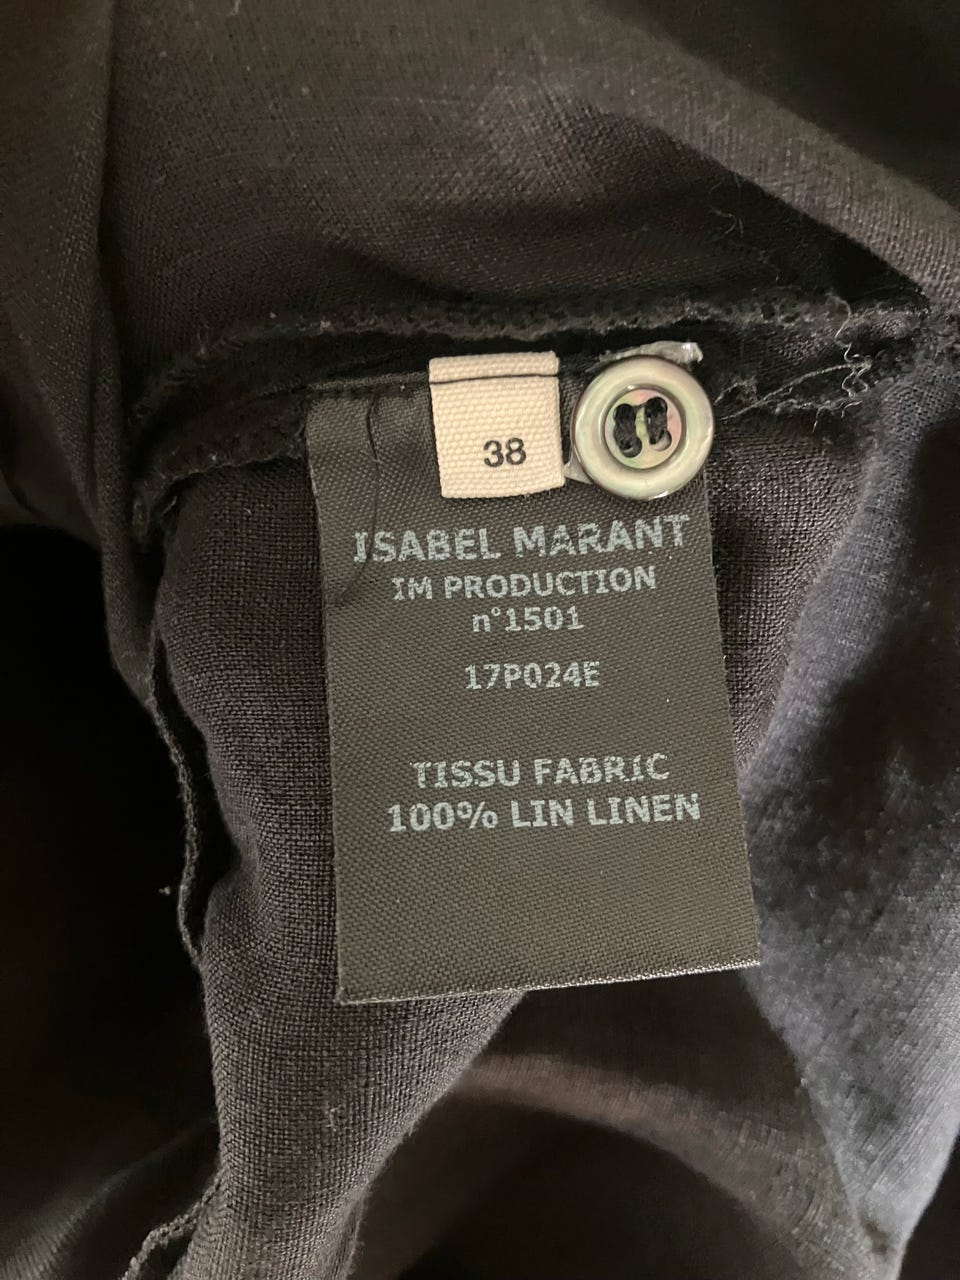 38
ISABEL MARANT
IM PRODUCTION
n°1501
17P024E
TISSU FABRIC
100% LIN LINEN